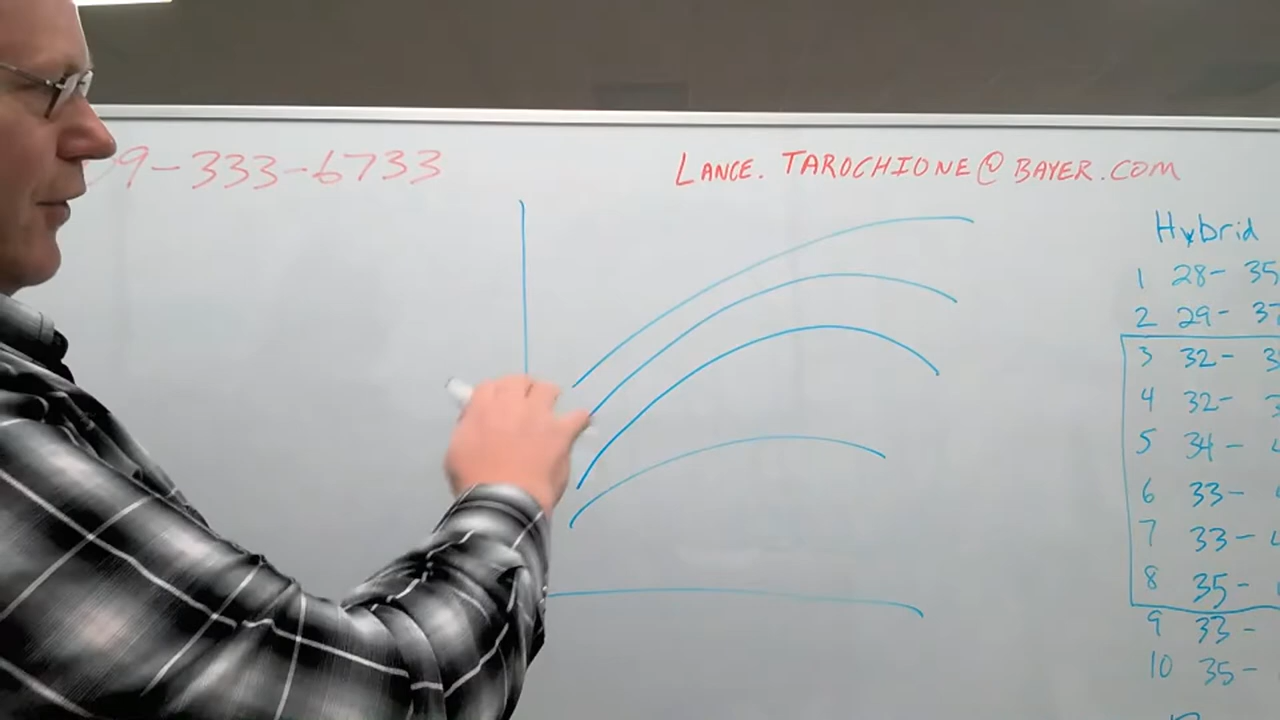 9-333-6733
LANCE. TAROCHIONE@BAYER.COM
Hybrid
1 28- 35
2 29- 37
3 32- 3
4 32- 3
5 34- 4
6 33-
7 33- 4
8 35-
9 33-
10 35-